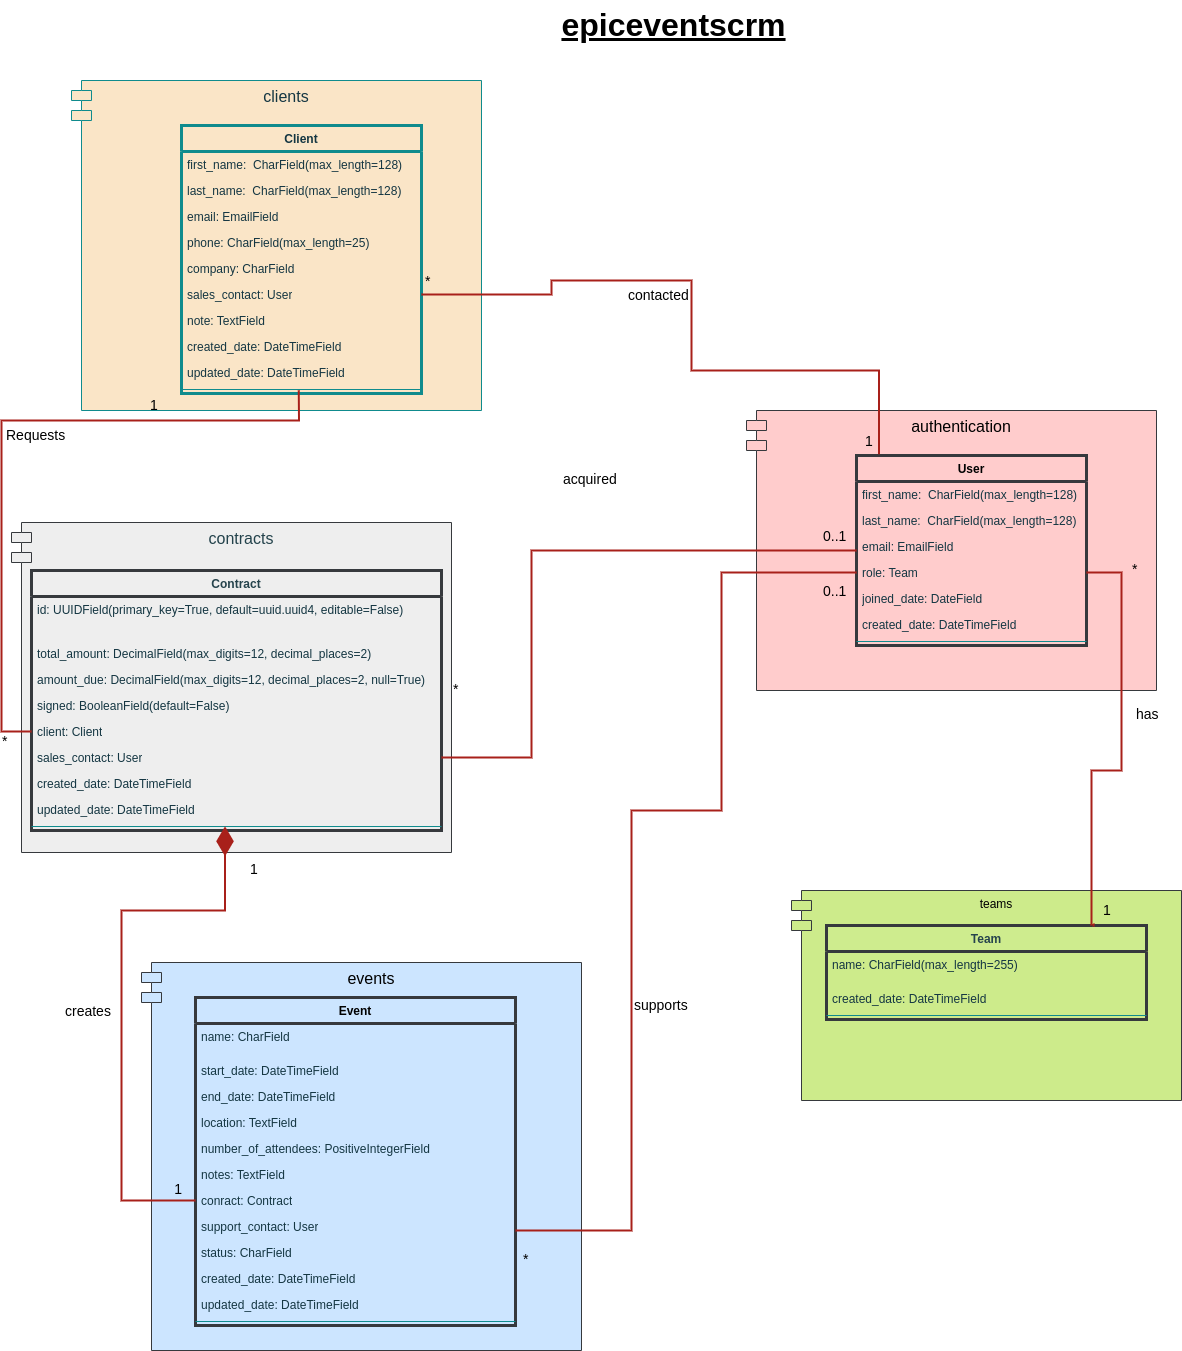 epiceventscrm
clients
Client
first_name:  CharField(max_length=128)
last_name:  CharField(max_length=128)
email: EmailField
phone: CharField(max_length=25)
company: CharField
sales_contact: User
note: TextField
created_date: DateTimeField
updated_date: DateTimeField
*
contacted
1
1
Requests
*
authentication
User
first_name:  CharField(max_length=128)
last_name:  CharField(max_length=128)
email: EmailField
role: Team
joined_date: DateField
created_date: DateTimeField
acquired
0..1
0..1
*
has
1
contracts
Contract
id: UUIDField(primary_key=True, default=uuid.uuid4, editable=False)
total_amount: DecimalField(max_digits=12, decimal_places=2)
amount_due: DecimalField(max_digits=12, decimal_places=2, null=True)
signed: BooleanField(default=False)
client: Client
sales_contact: User
created_date: DateTimeField
updated_date: DateTimeField
*
1
creates
1
teams
Team
name: CharField(max_length=255)
created_date: DateTimeField
events
Event
name: CharField
start_date: DateTimeField
end_date: DateTimeField
location: TextField
number_of_attendees: PositiveIntegerField
notes: TextField
conract: Contract
support_contact: User
status: CharField
created_date: DateTimeField
updated_date: DateTimeField
supports
*